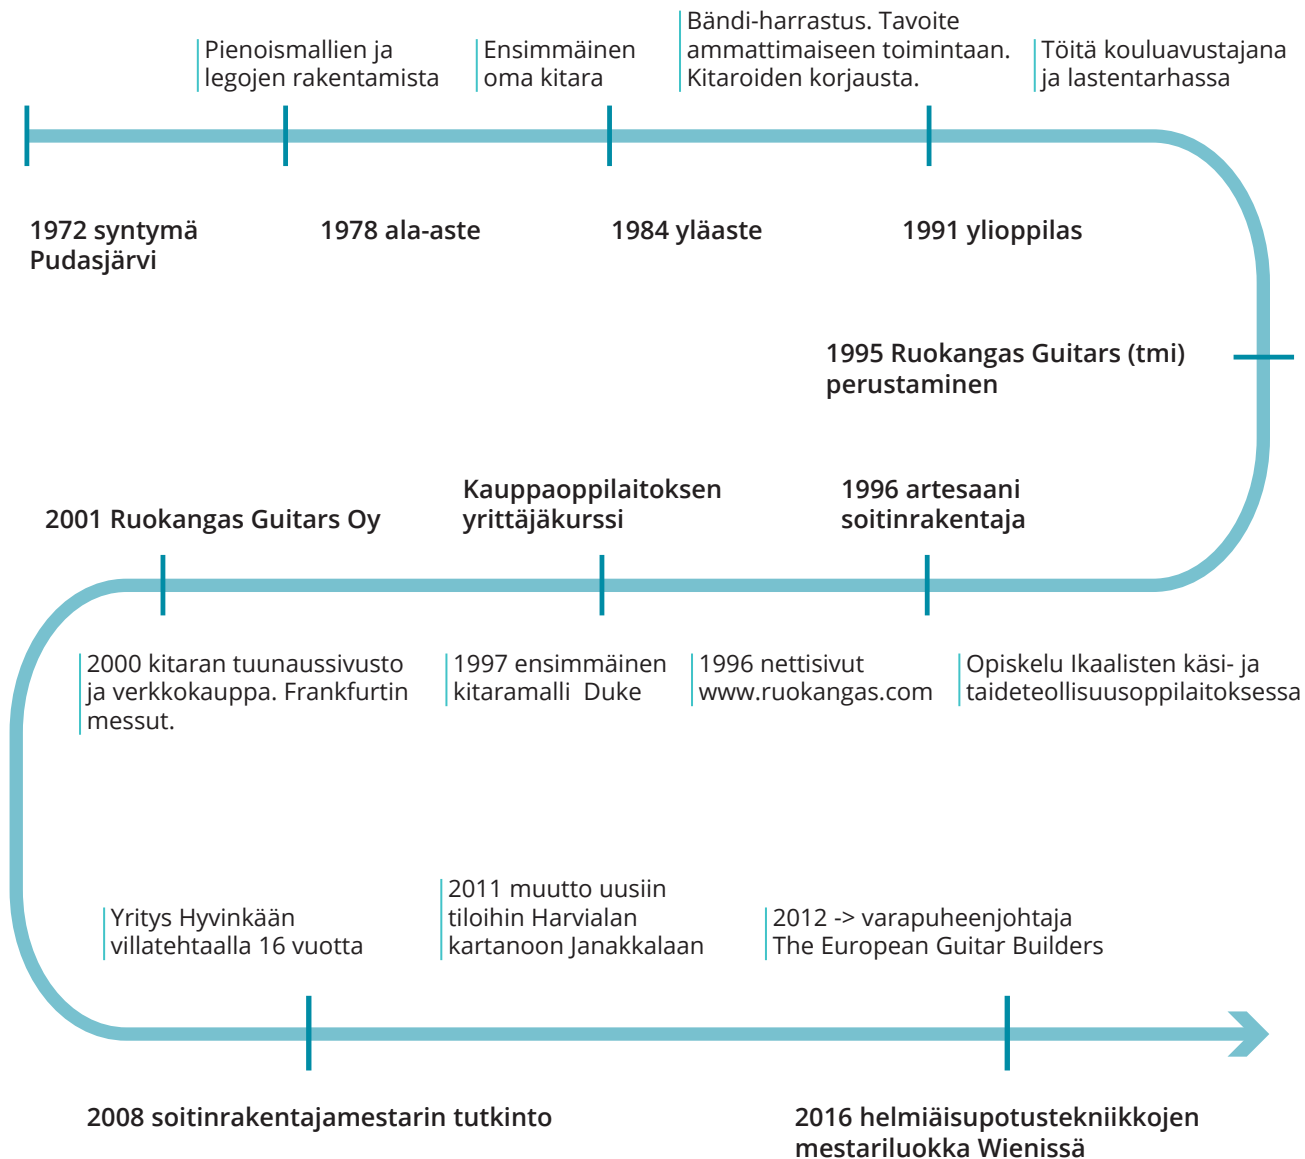 Pienoismallien ja
legojen rakentamista
Ensimmäinen
oma kitara
Bändi-harrastus. Tavoite
ammattimaiseen toimintaan.
Kitaroiden korjausta.
Töitä kouluavustajana
ja lastentarhassa
1972 syntymä
Pudasjärvi
1978 ala-aste
1984 yläaste
1991 ylioppilas
1995 Ruokangas Guitars (tmi)
perustaminen
1996 artesaani
soitinrakentaja
Kauppaoppilaitoksen
yrittäjäkurssi
2001 Ruokangas Guitars Oy
Opiskelu Ikaalisten käsi- ja
taideteollisuusoppilaitoksessa
1996 nettisivut
www.ruokangas.com
1997 ensimmäinen
kitaramalli Duke
2000 kitaran tuunaussivusto
ja verkkokauppa. Frankfurtin
messut.
Yritys Hyvinkään
villatehtaalla 16 vuotta
2011 muutto uusiin
tiloihin Harvialan
kartanoon Janakkalaan
2012 -> varapuheenjohtaja
The European Guitar Builders
2008 soitinrakentajamestarin tutkinto
2016 helmiäisupotustekniikkojen
mestariluokka Wienissä